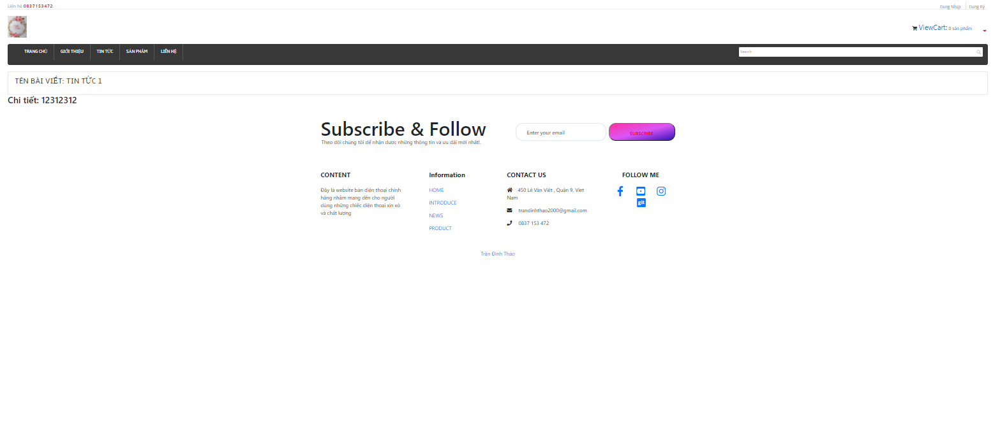 Liên hệ 0837153472
Đăng Nhập
Đăng Ký
ViewCart: 0 sản phẩm
TRANG CHỦ
GIỚI THIỆU
TIN TỨC
SẢN PHẨM
LIÊN HỆ
Search
TÊN BÀI VIẾT: TIN TỨC 1
Chi tiết: 12312312
Subscribe & Follow
Theo dõi chúng tôi để nhận được những thông tin và ưu đãi mới nhất!.
Enter your email
SUBSCRIBE
CONTENT
Đây là website bán điện thoại chính
hãng nhằm mang đến cho người
dùng những chiếc điện thoại xịn xò
và chất lượng
Information
HOME
INTRODUCE
NEWS
PRODUCT
CONTACT US
450 Lê Văn Việt , Quận 9, Viet
Nam
trandinhthao2000@gmail.com
0837 153 472
FOLLOW ME
git
Trần Đình Thảo